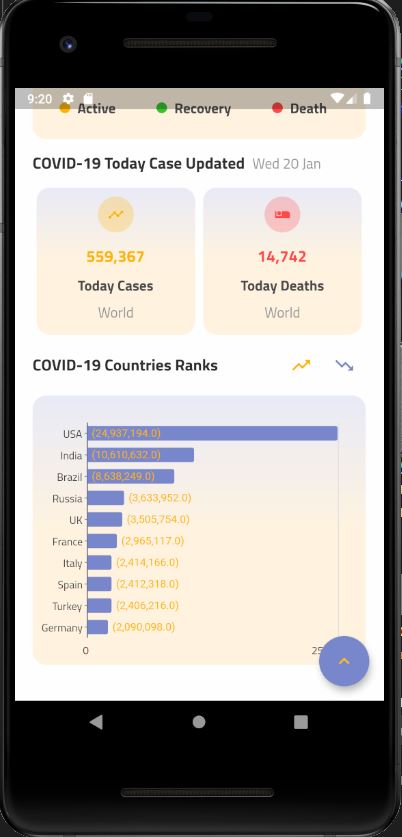 9:20
Active Recovery Death
COVID-19 Today Case Updated Wed 20 Jan
559,367 14,742
Today Cases Today Deaths
World World
COVID-19 Countries Ranks
USA (24,937,194.0)
India (10,610,632.0)
Brazil (8,638,249.0)
Russia (3,633,952.0)
UK (3,505,754.0)
France (2,965,117.0)
Italy (2,414,166.0)
Spain (2,412,318.0)
Turkey (2,406,216.0)
Germany (2,090,098.0)
0